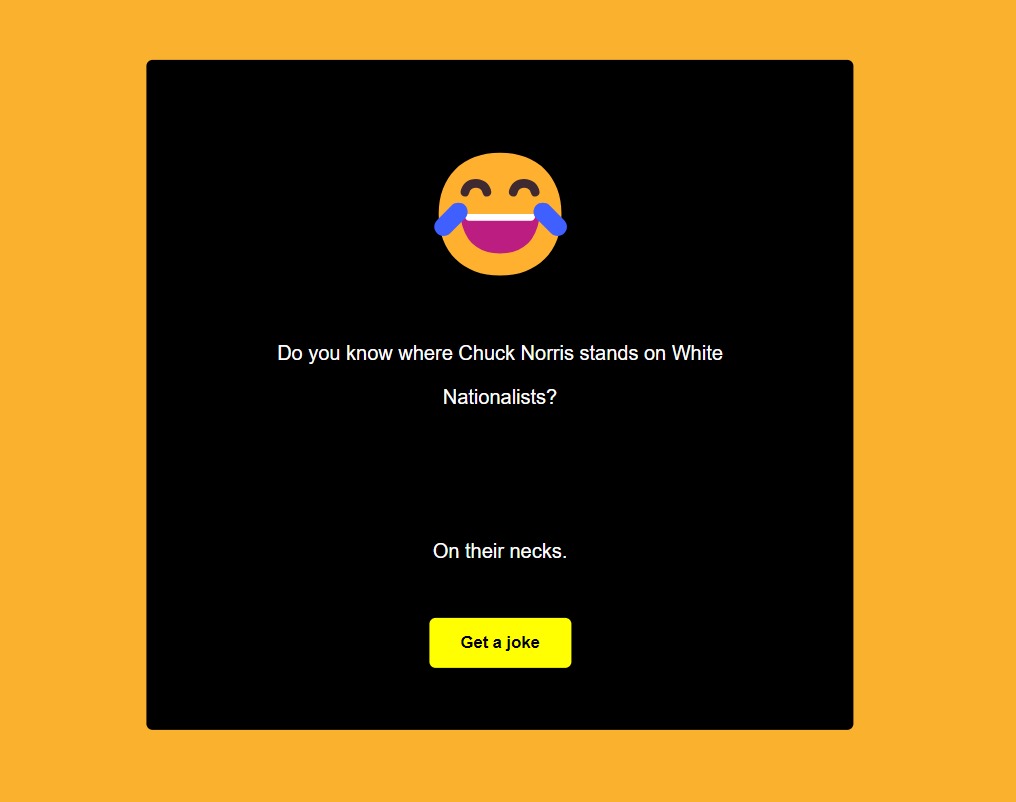 Do you know where Chuck Norris stands on White
Nationalists?
On their necks.
Get a joke